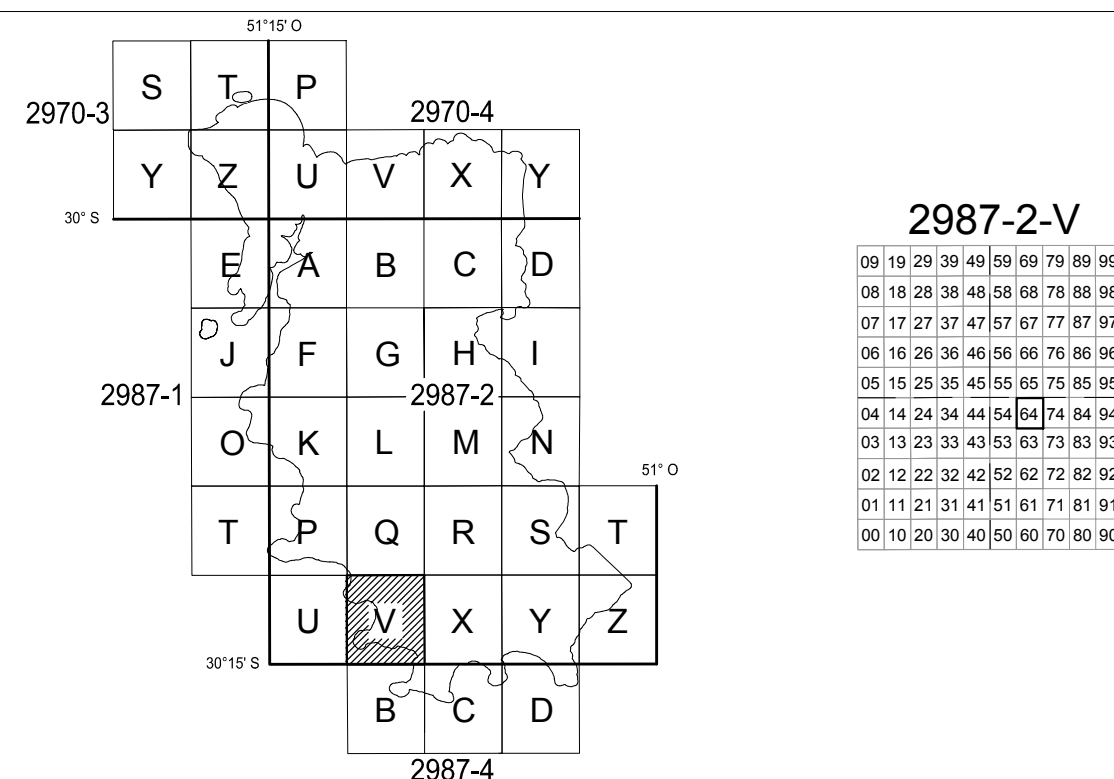 51°15' O
S T P
2970-3 2970-4
Y Z U V X Y
30° S
E A B C D
J F G H I
2987-1 2987-2
O K L M N
51° O
T P Q R S T
U V X Y Z
30°15' S
B C D
2987-4
2987-2-V
09 19 29 39 49 59 69 79 89 99
08 18 28 38 48 58 68 78 88 98
07 17 27 37 47 57 67 77 87 97
06 16 26 36 46 56 66 76 86 96
05 15 25 35 45 55 65 75 85 95
04 14 24 34 44 54 64 74 84 94
03 13 23 33 43 53 63 73 83 93
02 12 22 32 42 52 62 72 82 92
01 11 21 31 41 51 61 71 81 91
00 10 20 30 40 50 60 70 80 90